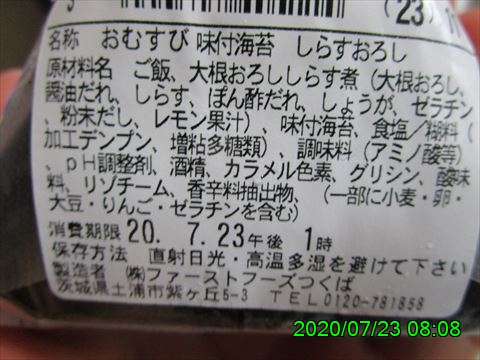 (23)
名称 おむすび 味付海苔 しらすおろし
原材料名 ご飯、大根おろししらす煮(大根おろし、
醤油だれ、しらす、ぽん酢だれ、しょうが、ゼラチン
、粉末だし、レモン果汁)、味付海苔、食塩/糊料(
加工デンプン、増粘多糖類)、調味料(アミノ酸等)
、pH調整剤、酒精、カラメル色素、グリシン、酸味
料、リゾチーム、香辛料抽出物、(一部に小麦・卵・
大豆・りんご・ゼラチンを含む)
消費期限 20. 7.23午後 1時
保存方法 直射日光・高温多湿を避けて下さい
製造者 (株)ファーストフーズつくば
茨城県土浦市紫ヶ丘5-3 TEL0120-781858
2020/07/23 08:08